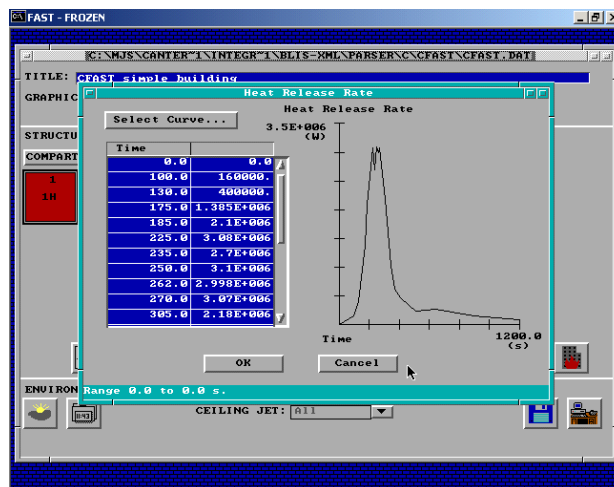 FAST - FROZEN
C:\MJS\CANTER~1\INTEGR~1\BLIS-XML\PARSER\C\CFAST\CFAST.DAT
TITLE: CFAST simple building
GRAPHIC
Heat Release Rate
STRUCTU
COMPART
1
1H
Select Curve...
Heat Release Rate
3.5E+006
(W)
Time
0.0 0.0
100.0 160000.
130.0 400000.
175.0 1.385E+006
185.0 2.1E+006
225.0 3.08E+006
235.0 2.7E+006
250.0 3.1E+006
262.0 2.998E+006
270.0 3.07E+006
305.0 2.18E+006
Time 1200.0
(s)
OK Cancel
ENVIRON
Range 0.0 to 0.0 s.
CEILING JET: All